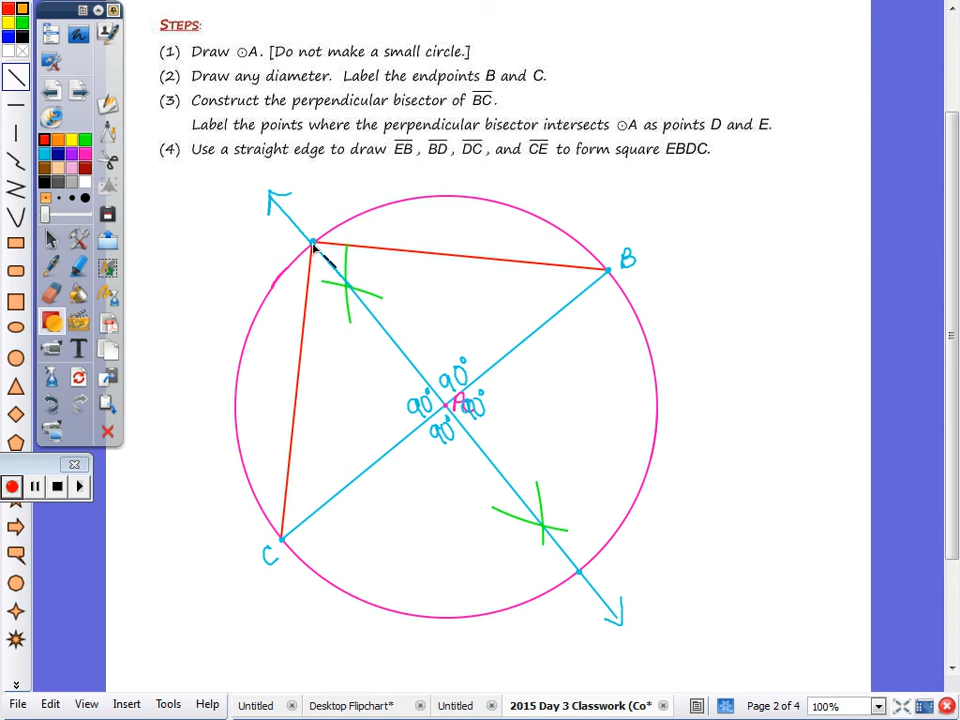 STEPS:
(1) Draw ⊙A. [Do not make a small circle.]
(2) Draw any diameter. Label the endpoints B and C.
(3) Construct the perpendicular bisector of BC.
Label the points where the perpendicular bisector intersects ⊙A as points D and E.
(4) Use a straight edge to draw EB, BD, DC, and CE to form square EBDC.
B
90°
90° A 90°
90°
C
T
File Edit View Insert Tools Help Untitled Desktop Flipchart* Untitled 2015 Day 3 Classwork (Co* Page 2 of 4 100%